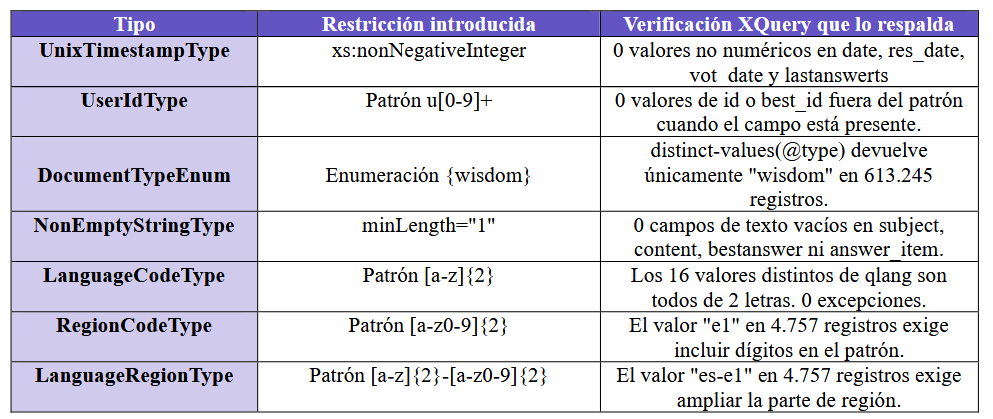 Tipo Restricción introducida Verificación XQuery que lo respalda
UnixTimestampType xs:nonNegativeInteger 0 valores no numéricos en date, res_date,
vot_date y lastanswerts
UserIdType Patrón u[0-9]+ 0 valores de id o best_id fuera del patrón
cuando el campo está presente.
distinct-values(@type) devuelve
DocumentTypeEnum Enumeración {wisdom} únicamente "wisdom" en 613.245
registros.
NonEmptyStringType minLength="1" 0 campos de texto vacíos en subject,
content, bestanswer ni answer_item.
LanguageCodeType Patrón [a-z]{2} Los 16 valores distintos de qlang son
todos de 2 letras. 0 excepciones.
RegionCodeType Patrón [a-z0-9]{2} El valor "e1" en 4.757 registros exige
incluir dígitos en el patrón.
LanguageRegionType Patrón [a-z]{2}-[a-z0-9]{2} El valor "es-e1" en 4.757 registros exige
ampliar la parte de región.